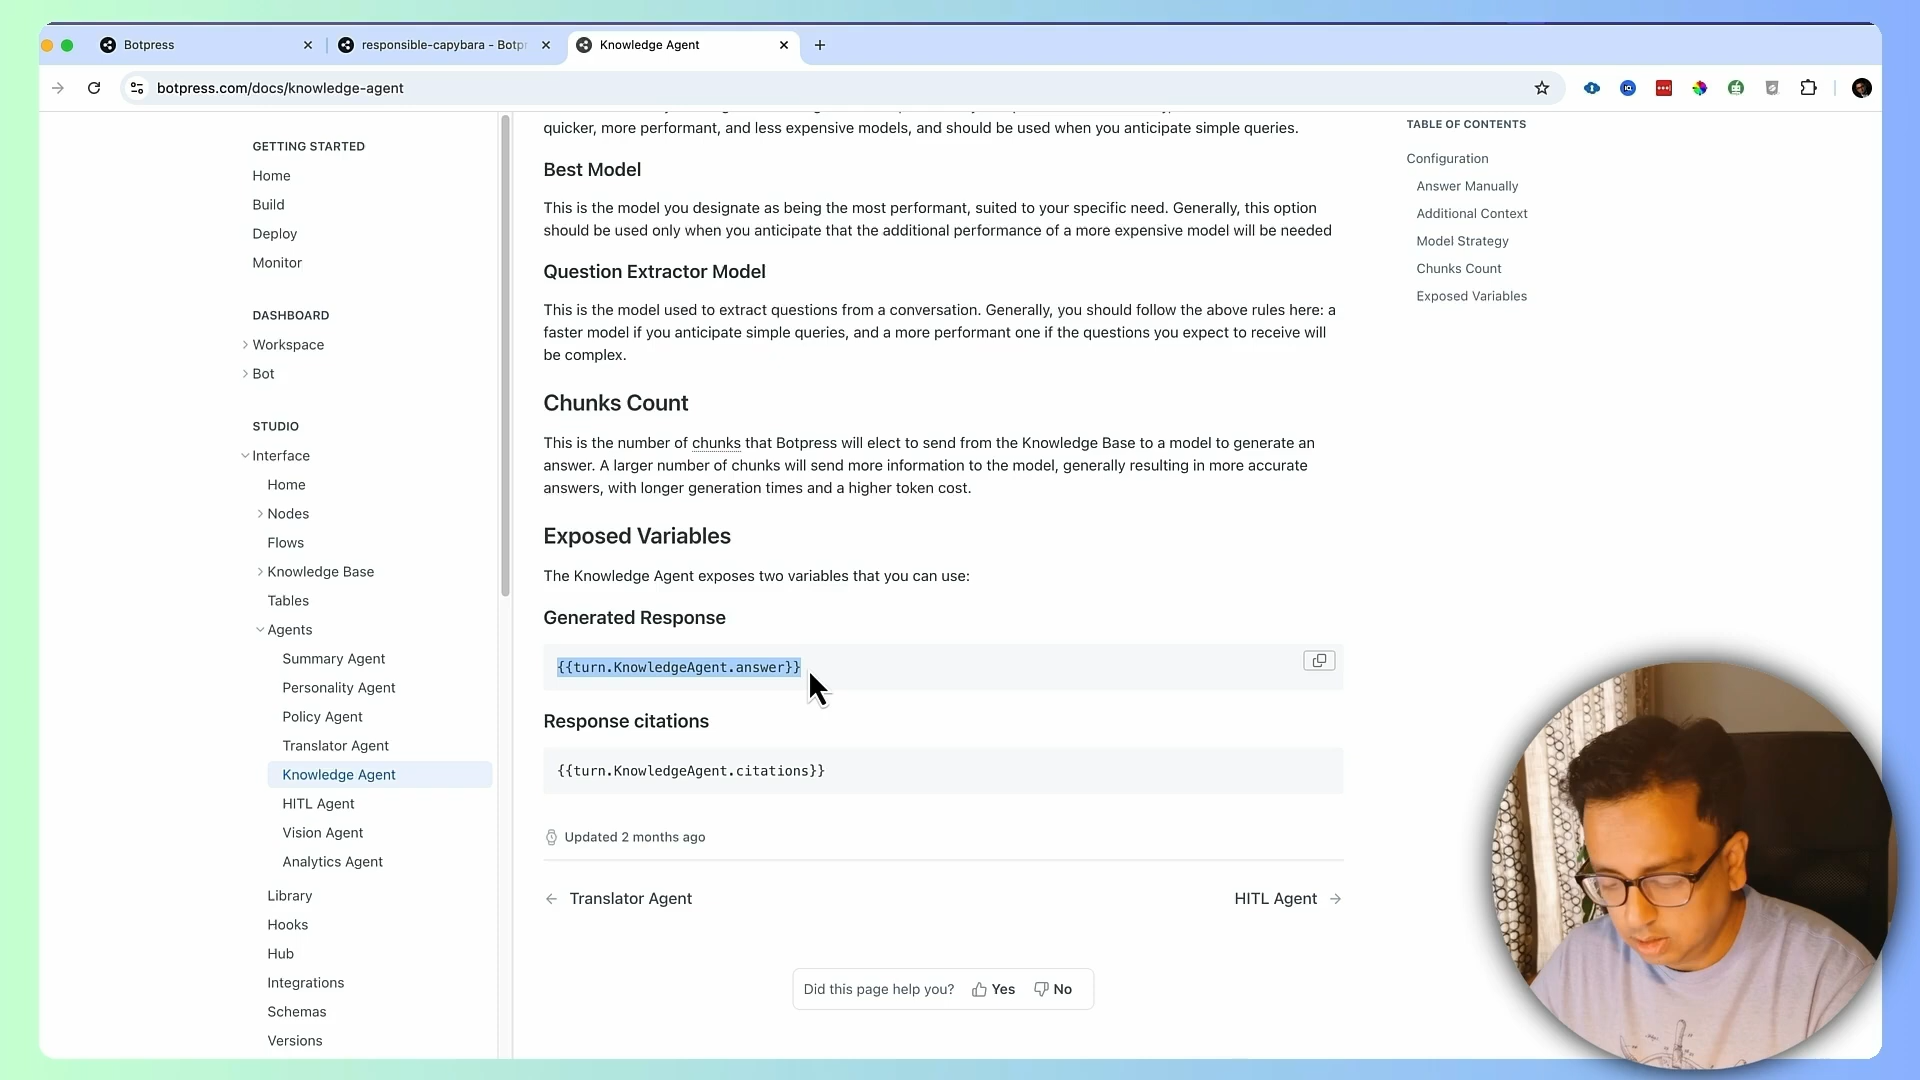 Botpress
responsible-capybara - Botpr
Knowledge Agent
botpress.com/docs/knowledge-agent
GETTING STARTED
Home
Build
Deploy
Monitor
DASHBOARD
Workspace
Bot
STUDIO
Interface
Home
Nodes
Flows
Knowledge Base
Tables
Agents
Summary Agent
Personality Agent
Policy Agent
Translator Agent
Knowledge Agent
HITL Agent
Vision Agent
Analytics Agent
Library
Hooks
Hub
Integrations
Schemas
Versions
quicker, more performant, and less expensive models, and should be used when you anticipate simple queries.
Best Model
This is the model you designate as being the most performant, suited to your specific need. Generally, this option
should be used only when you anticipate that the additional performance of a more expensive model will be needed
Question Extractor Model
This is the model used to extract questions from a conversation. Generally, you should follow the above rules here: a
faster model if you anticipate simple queries, and a more performant one if the questions you expect to receive will
be complex.
Chunks Count
This is the number of chunks that Botpress will elect to send from the Knowledge Base to a model to generate an
answer. A larger number of chunks will send more information to the model, generally resulting in more accurate
answers, with longer generation times and a higher token cost.
Exposed Variables
The Knowledge Agent exposes two variables that you can use:
Generated Response
{{turn.KnowledgeAgent.answer}}
Response citations
{{turn.KnowledgeAgent.citations}}
Updated 2 months ago
Translator Agent
HITL Agent
Did this page help you? Yes No
TABLE OF CONTENTS
Configuration
Answer Manually
Additional Context
Model Strategy
Chunks Count
Exposed Variables